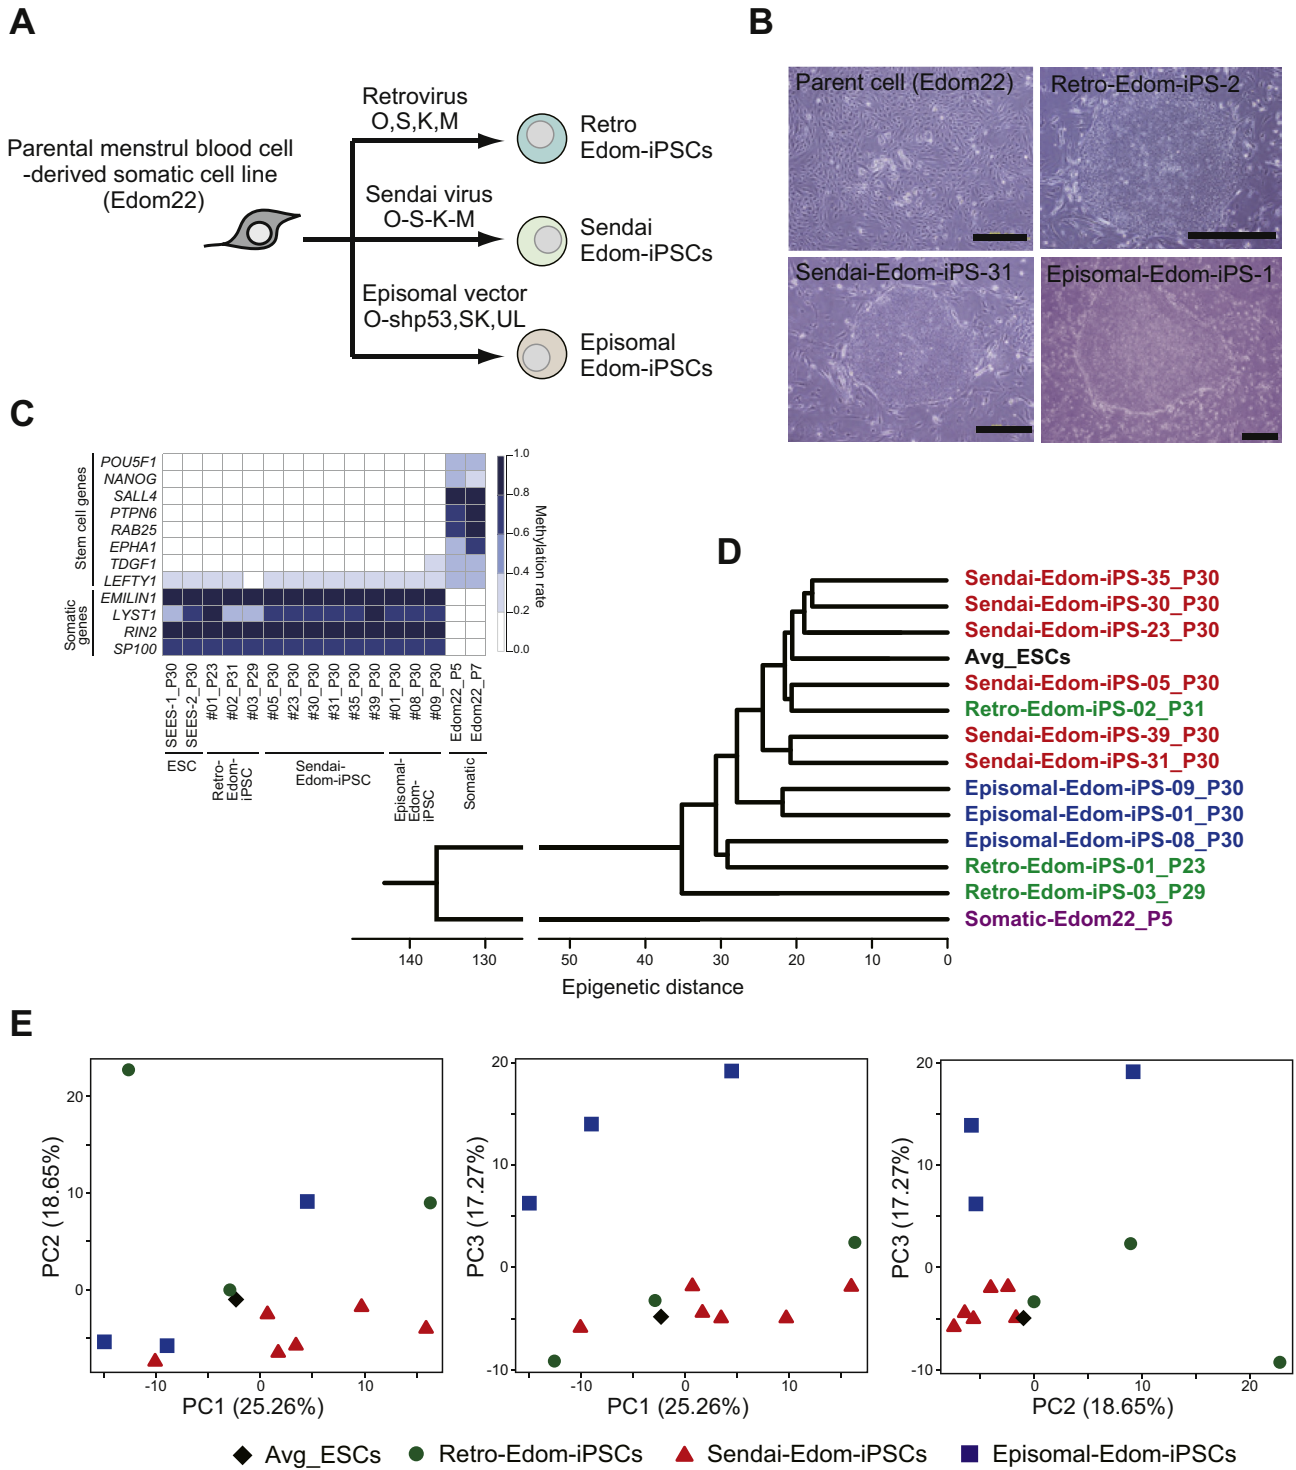 A
Parental menstrul blood cell
-derived somatic cell line
(Edom22)
Retrovirus
O,S,K,M
Retro
Edom-iPSCs
Sendai virus
O-S-K-M
Sendai
Edom-iPSCs
Episomal vector
O-shp53,SK,UL
Episomal
Edom-iPSCs
B
Parent cell (Edom22)
Retro-Edom-iPS-2
Sendai-Edom-iPS-31
Episomal-Edom-iPS-1
C
Stem cell genes
POU5F1
NANOG
SALL4
PTPN6
RAB25
EPHA1
TDGF1
LEFTY1
Somatic
genes
EMILIN1
LYST1
RIN2
SP100
1.0
0.8
0.6
0.4
0.2
0.0
Methylation rate
SEES-1_P30
SEES-2_P30
#01_P23
#02_P31
#03_P29
#05_P30
#23_P30
#30_P30
#31_P30
#35_P30
#39_P30
#01_P30
#08_P30
#09_P30
Edom22_P5
Edom22_P7
ESC
Retro-
Edom-
iPSC
Sendai-
Edom-iPSC
Episomal-
Edom-
iPSC
Somatic
D
Sendai-Edom-iPS-35_P30
Sendai-Edom-iPS-30_P30
Sendai-Edom-iPS-23_P30
Avg_ESCs
Sendai-Edom-iPS-05_P30
Retro-Edom-iPS-02_P31
Sendai-Edom-iPS-39_P30
Sendai-Edom-iPS-31_P30
Episomal-Edom-iPS-09_P30
Episomal-Edom-iPS-01_P30
Episomal-Edom-iPS-08_P30
Retro-Edom-iPS-01_P23
Retro-Edom-iPS-03_P29
Somatic-Edom22_P5
140 130 50 40 30 20 10 0
Epigenetic distance
E
PC2 (18.65%)
20
10
0
-10 0 10
PC1 (25.26%)
PC3 (17.27%)
20
10
0
-10
-10 0 10
PC1 (25.26%)
PC3 (17.27%)
20
10
0
-10
0 10 20
PC2 (18.65%)
Avg_ESCs Retro-Edom-iPSCs Sendai-Edom-iPSCs Episomal-Edom-iPSCs